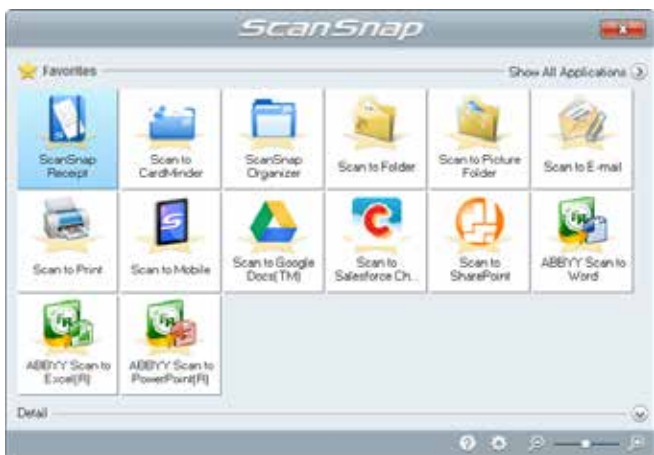 ScanSnap
Favorites
Show All Applications
ScanSnap
Receipt
Scan to
CardMinder
ScanSnap
Organizer
Scan to Folder
Scan to Picture
Folder
Scan to E-mail
Scan to Print
Scan to Mobile
Scan to Google
Docs(TM)
Scan to
Salesforce Ch...
Scan to
SharePoint
ABBYY Scan to
Word
ABBYY Scan to
Excel(R)
ABBYY Scan to
PowerPoint(R)
Detail